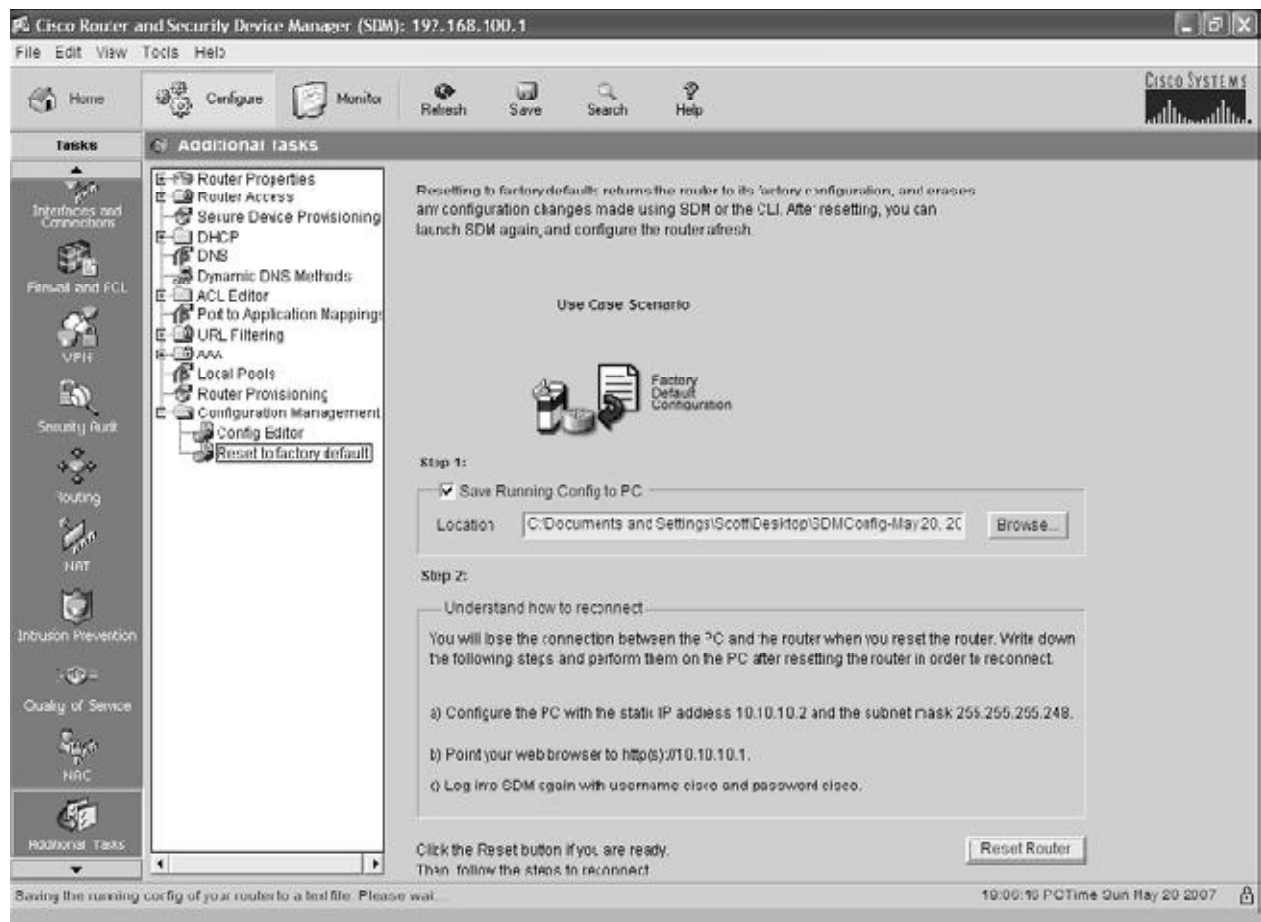 Cisco Router and Security Device Manager (SDM): 192.168.100.1
File Edit View Tools Help
Home Configure Monitor Refresh Save Search Help
CISCO SYSTEMS
Tasks
Additional Tasks
Interfaces and Connections
Firewall and ACL
VPN
Security Audit
Routing
NAT
Intrusion Prevention
Quality of Service
NAC
Additional Tasks
Router Properties
Router Access
Secure Device Provisioning
DHCP
DNS
Dynamic DNS Methods
ACL Editor
Port to Application Mappings
URL Filtering
AAA
Local Pools
Router Provisioning
Configuration Management
Config Editor
Reset to factory default
Resetting to factory defaults returns the router to its factory configuration, and erases
any configuration changes made using SDM or the CLI. After resetting, you can
launch SDM again, and configure the router afresh.
Use Case Scenario
Factory
Default
Configuration
Step 1:
Save Running Config to PC
Location C:\Documents and Settings\Scott\Desktop\SDMConfig-May 20, 20 Browse...
Step 2:
Understand how to reconnect
You will lose the connection between the PC and the router when you reset the router. Write down
the following steps and perform them on the PC after resetting the router in order to reconnect.
a) Configure the PC with the static IP address 10.10.10.2 and the subnet mask 255.255.255.248.
b) Point your web browser to http(s)://10.10.10.1.
c) Log into SDM again with username cisco and password cisco.
Click the Reset button if you are ready. Reset Router
Then, follow the steps to reconnect
Saving the running config of your router to a text file. Please wait... 19:06:16 PCTime Sun May 20 2007